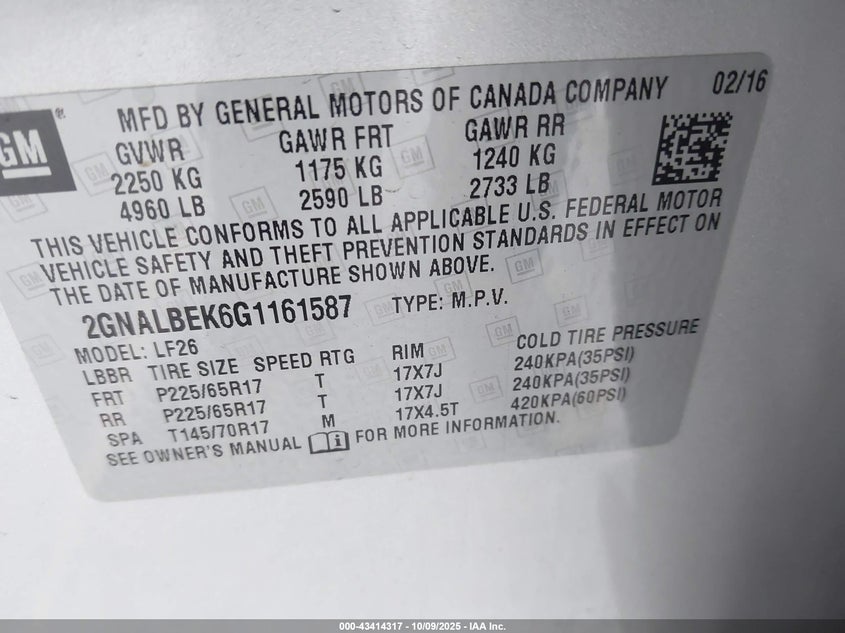 GM
®
MFD BY GENERAL MOTORS OF CANADA COMPANY 02/16
GVWR GAWR FRT GAWR RR
2250 KG 1175 KG 1240 KG
4960 LB 2590 LB 2733 LB
THIS VEHICLE CONFORMS TO ALL APPLICABLE U.S. FEDERAL MOTOR
VEHICLE SAFETY AND THEFT PREVENTION STANDARDS IN EFFECT ON
THE DATE OF MANUFACTURE SHOWN ABOVE.
2GNALBEK6G1161587 TYPE: M.P.V.
MODEL: LF26
LBBR TIRE SIZE SPEED RTG RIM COLD TIRE PRESSURE
FRT P225/65R17 T 17X7J 240KPA(35PSI)
RR P225/65R17 T 17X7J 240KPA(35PSI)
SPA T145/70R17 M 17X4.5T 420KPA(60PSI)
SEE OWNER'S MANUAL FOR MORE INFORMATION.
000-43414317 | 10/09/2025 - IAA Inc.